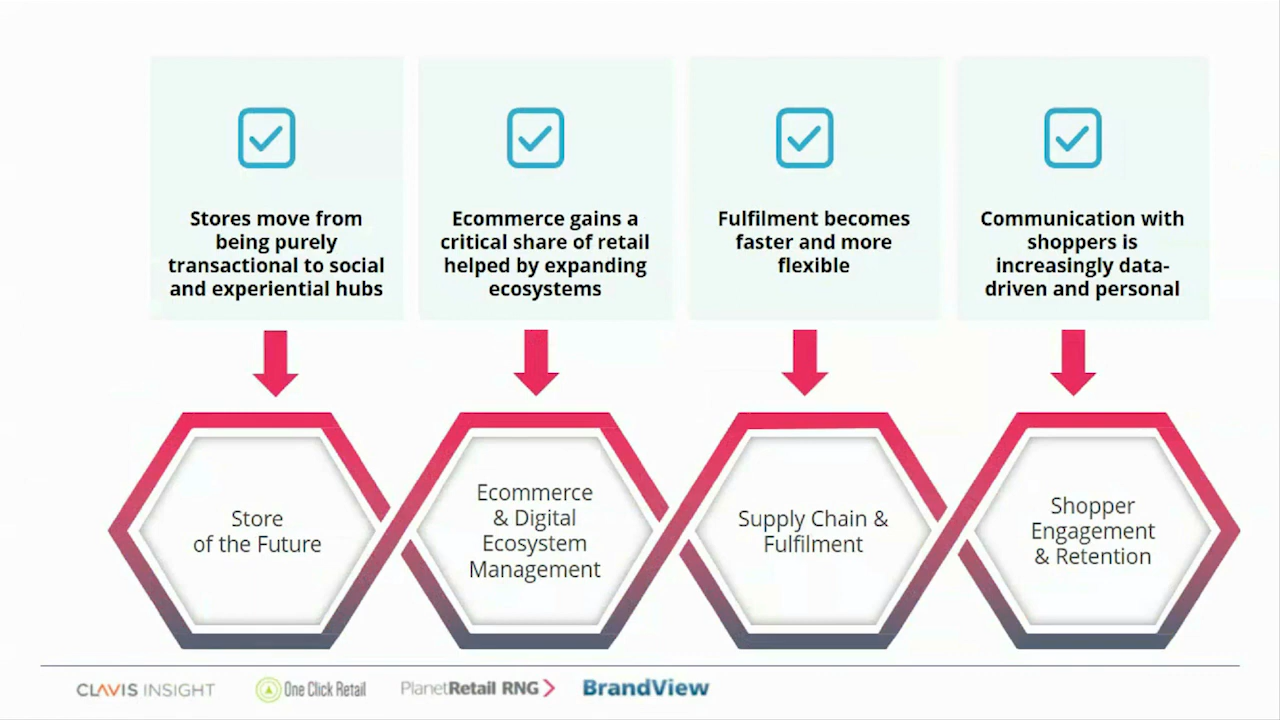 Stores move from
being purely
transactional to social
and experiential hubs
Ecommerce gains a
critical share of retail
helped by expanding
ecosystems
Fulfilment becomes
faster and more
flexible
Communication with
shoppers is
increasingly data-
driven and personal
Store
of the Future
Ecommerce
& Digital
Ecosystem
Management
Supply Chain &
Fulfilment
Shopper
Engagement
& Retention
CLAVIS INSIGHT
One Click Retail
PlanetRetail RNG
BrandView